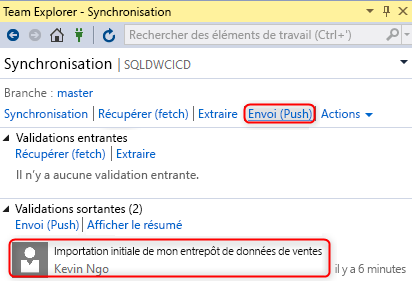 Team Explorer - Synchronisation
Rechercher des éléments de travail (Ctrl+')
Synchronisation | SQLDWCICD
Branche : master
Synchronisation | Récupérer (fetch) | Extraire | Envoi (Push) | Actions
Validations entrantes
Récupérer (fetch) | Extraire
Il n'y a aucune validation entrante.
Validations sortantes (2)
Envoi (Push) | Afficher le résumé
Importation initiale de mon entrepôt de données de ventes
Kevin Ngo
il y a 6 minutes